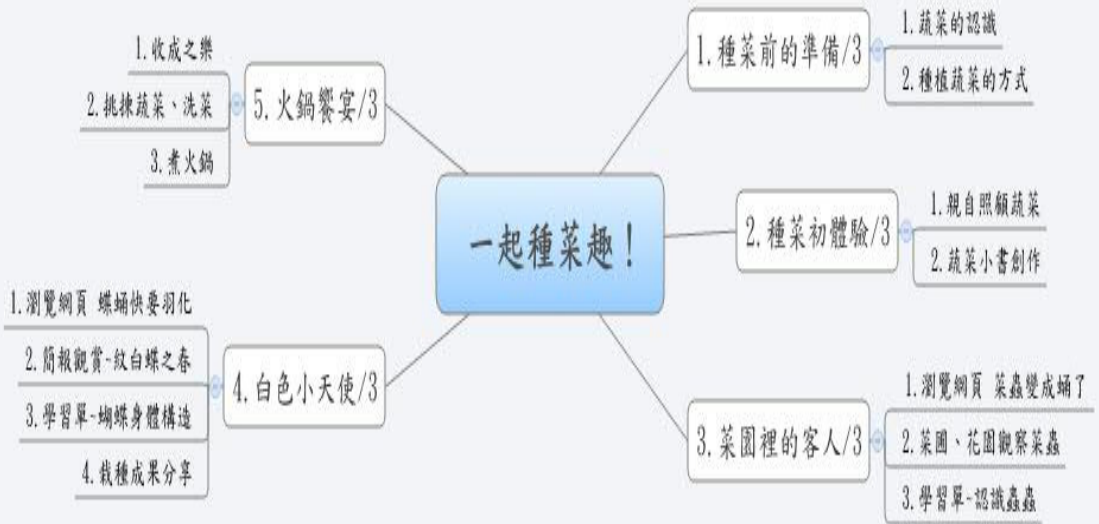 一起種菜趣！
1.種菜前的準備/3
1.蔬菜的認識
2.種植蔬菜的方式
2.種菜初體驗/3
1.親自照顧蔬菜
2.蔬菜小書創作
3.菜園裡的客人/3
1.瀏覽網頁 菜蟲變成蛹了
2.菜圃、花園觀察菜蟲
3.學習單-認識蟲蟲
4.白色小天使/3
1.瀏覽網頁 蝶蛹快要羽化
2.簡報觀賞-紋白蝶之春
3.學習單-蝴蝶身體構造
4.栽種成果分享
5.火鍋饗宴/3
1.收成之樂
2.挑揀蔬菜、洗菜
3.煮火鍋